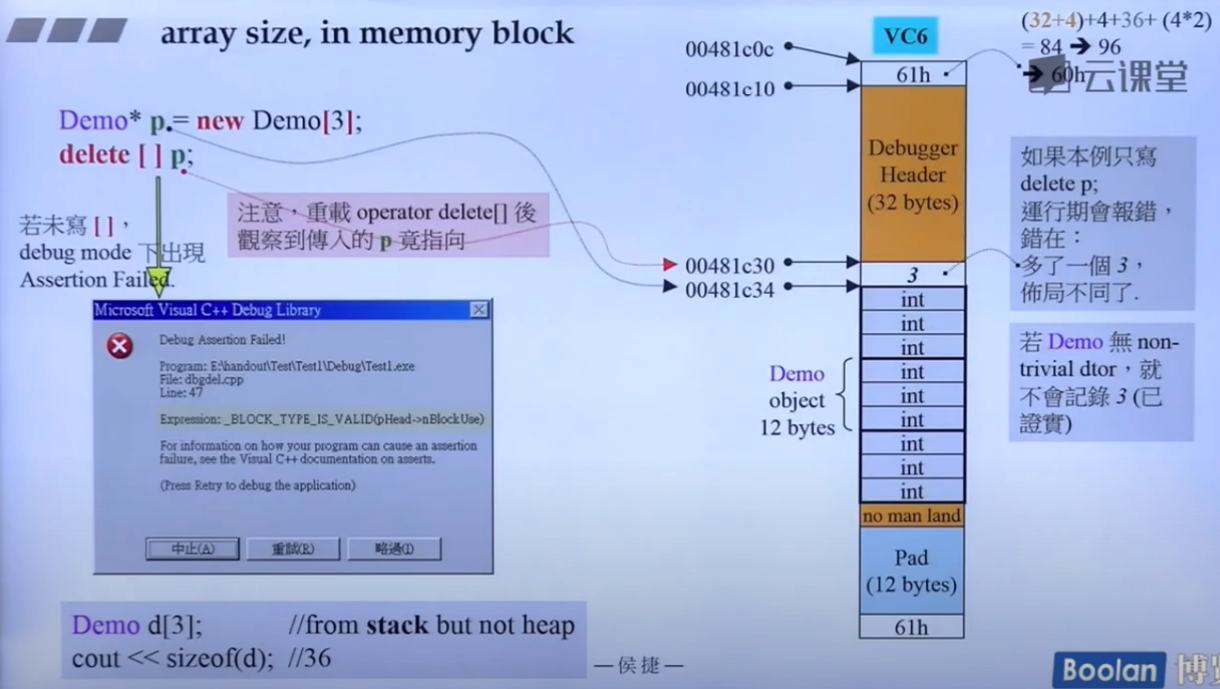 array size, in memory block
Demo* p = new Demo[3];
delete [ ] p;
若未寫 [ ]，
debug mode 下出現
Assertion Failed.
注意，重載 operator delete[] 後
觀察到傳入的 p 竟指向
Microsoft Visual C++ Debug Library
Debug Assertion Failed!
Program: E:\handout\Test\Test1\Debug\Test1.exe
File: dbgdel.cpp
Line: 47
Expression: _BLOCK_TYPE_IS_VALID(pHead->nBlockUse)
For information on how your program can cause an assertion
failure, see the Visual C++ documentation on asserts.
(Press Retry to debug the application)
中止(A)
重試(R)
略過(I)
Demo d[3]; //from stack but not heap
cout << sizeof(d); //36
00481c0c
00481c10
00481c30
00481c34
Demo
object
12 bytes
VC6
61h
Debugger
Header
(32 bytes)
3
int
int
int
int
int
int
int
int
int
no man land
Pad
(12 bytes)
61h
(32+4)+4+36+ (4*2)
= 84 ➔ 96
➔ 60h
云课堂
如果本例只寫
delete p;
運行期會報錯，
錯在：
多了一個 3，
佈局不同了.
若 Demo 無 non-
trivial dtor，就
不會記錄 3 (已
證實)
—侯捷—
Boolan 博览